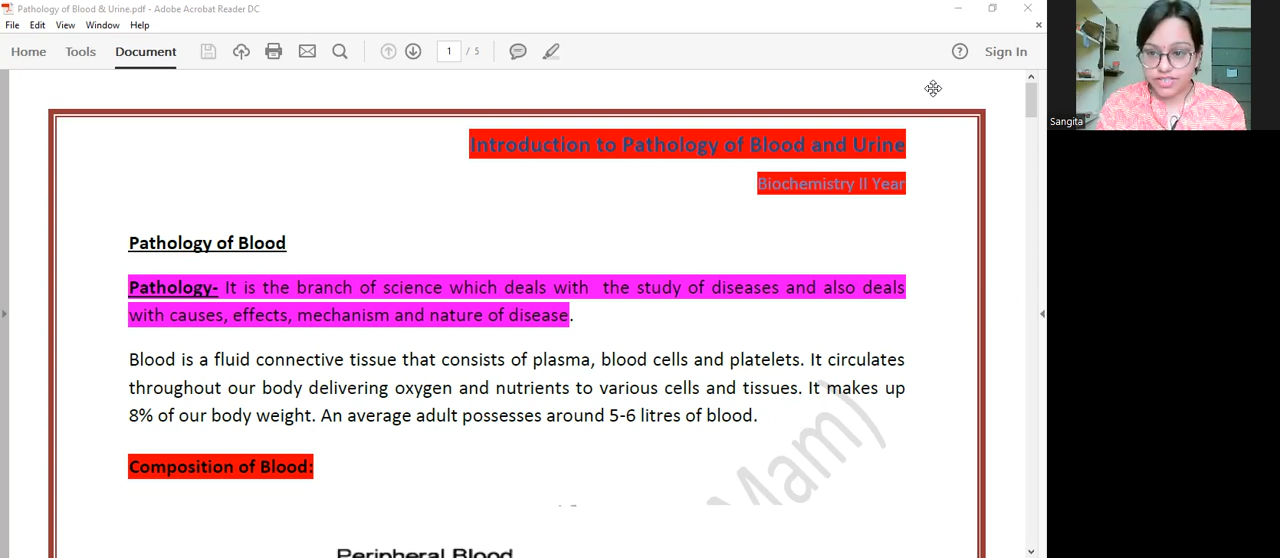 Pathology of Blood & Urine.pdf - Adobe Acrobat Reader DC
File Edit View Window Help
Home Tools Document 1 / 5 Sign In
Sangita
Introduction to Pathology of Blood and Urine
Biochemistry II Year
Pathology of Blood
Pathology- It is the branch of science which deals with the study of diseases and also deals
with causes, effects, mechanism and nature of disease.
Blood is a fluid connective tissue that consists of plasma, blood cells and platelets. It circulates
throughout our body delivering oxygen and nutrients to various cells and tissues. It makes up
8% of our body weight. An average adult possesses around 5-6 litres of blood.
Composition of Blood:
Mam)
Peripheral Blood